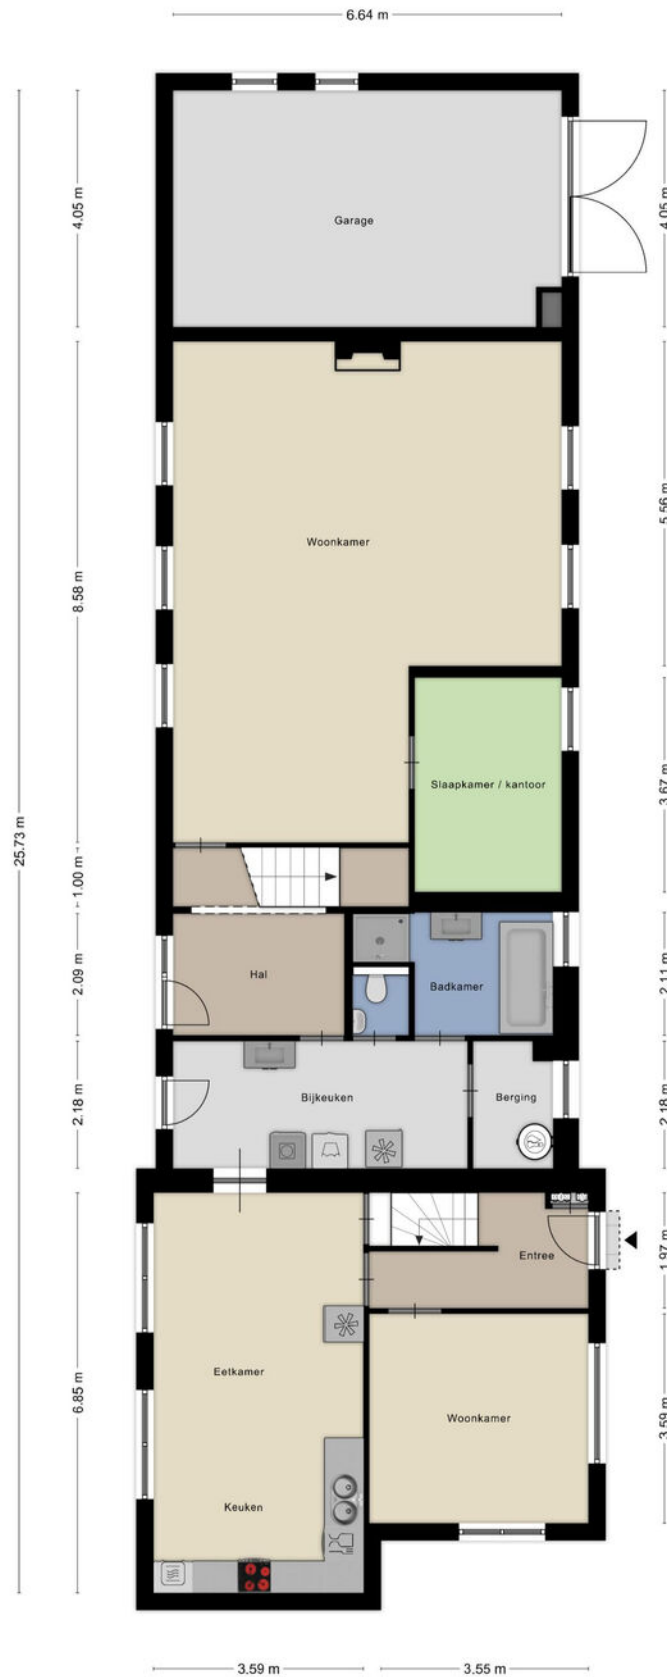 6.64 m
4.05 m
4.05 m
Garage
5.56 m
Woonkamer
8.58 m
Slaapkamer / kantoor
3.67 m
25.73 m
1.00 m
2.09 m
Hal
Badkamer
2.11 m
2.18 m
Bijkeuken
Berging
2.18 m
Entree
1.97 m
Eetkamer
6.85 m
Woonkamer
3.59 m
Keuken
3.59 m
3.55 m